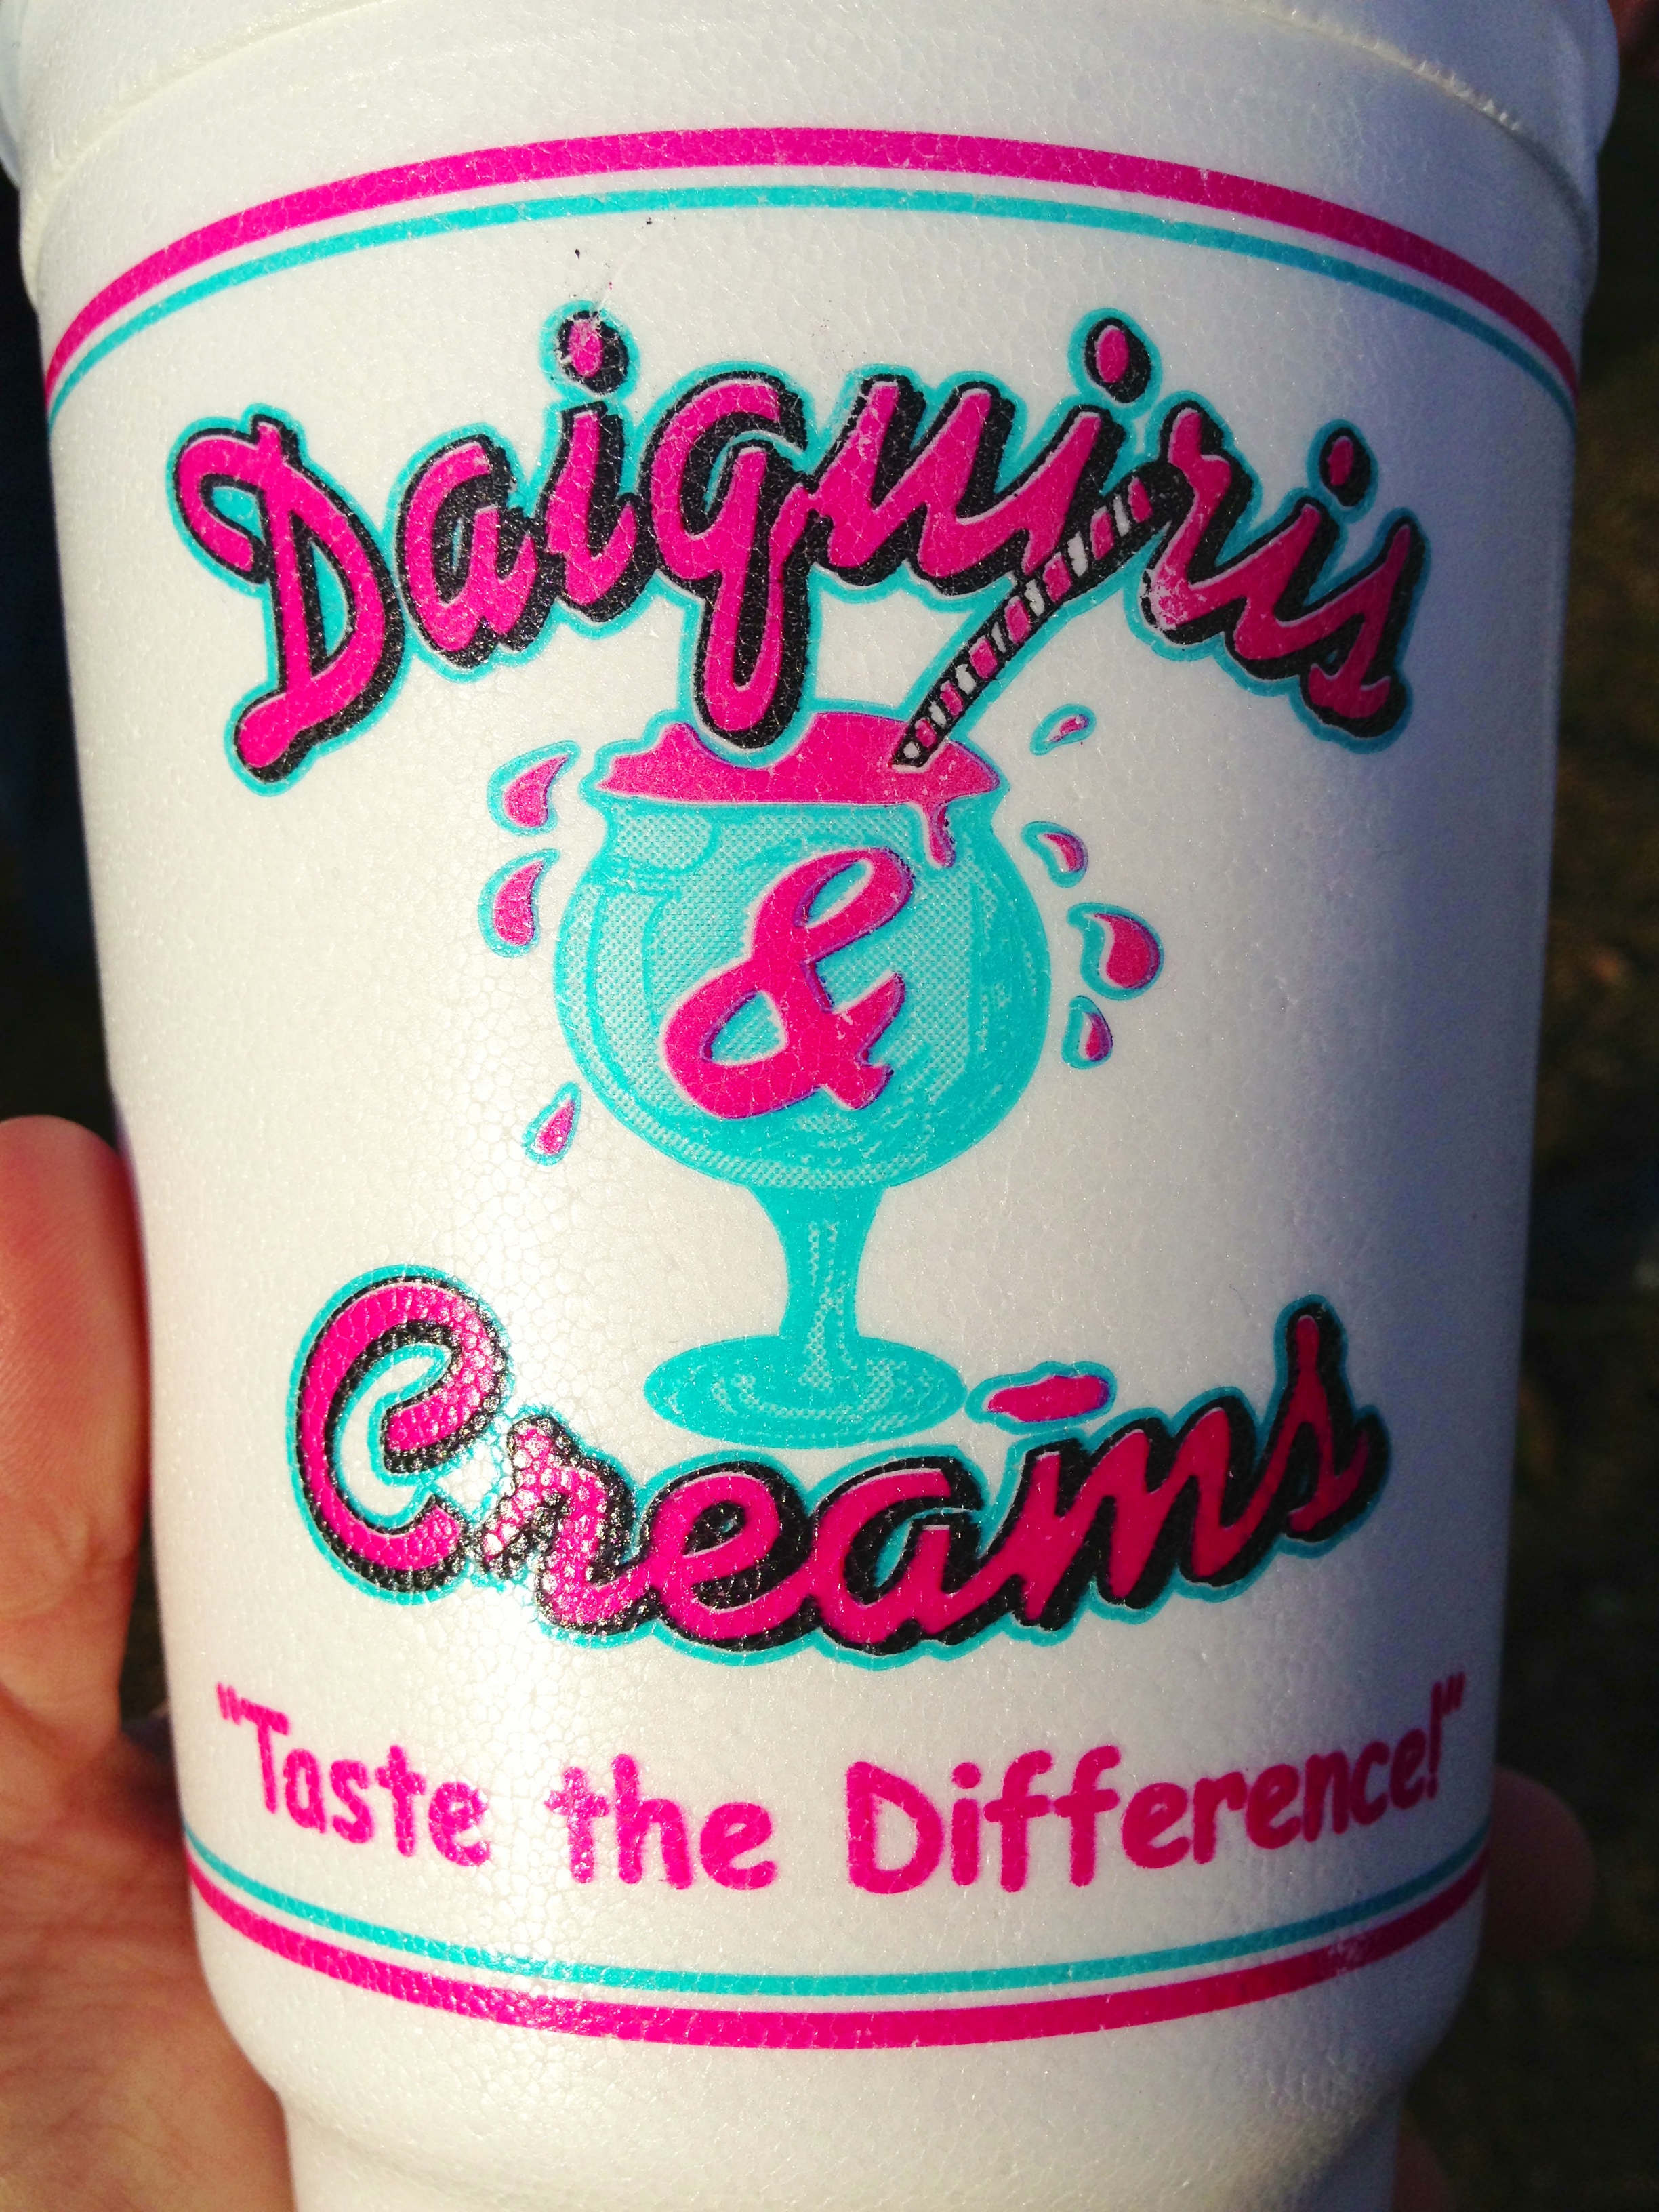 Daiquiris
&
Creams
"Taste the Difference!"